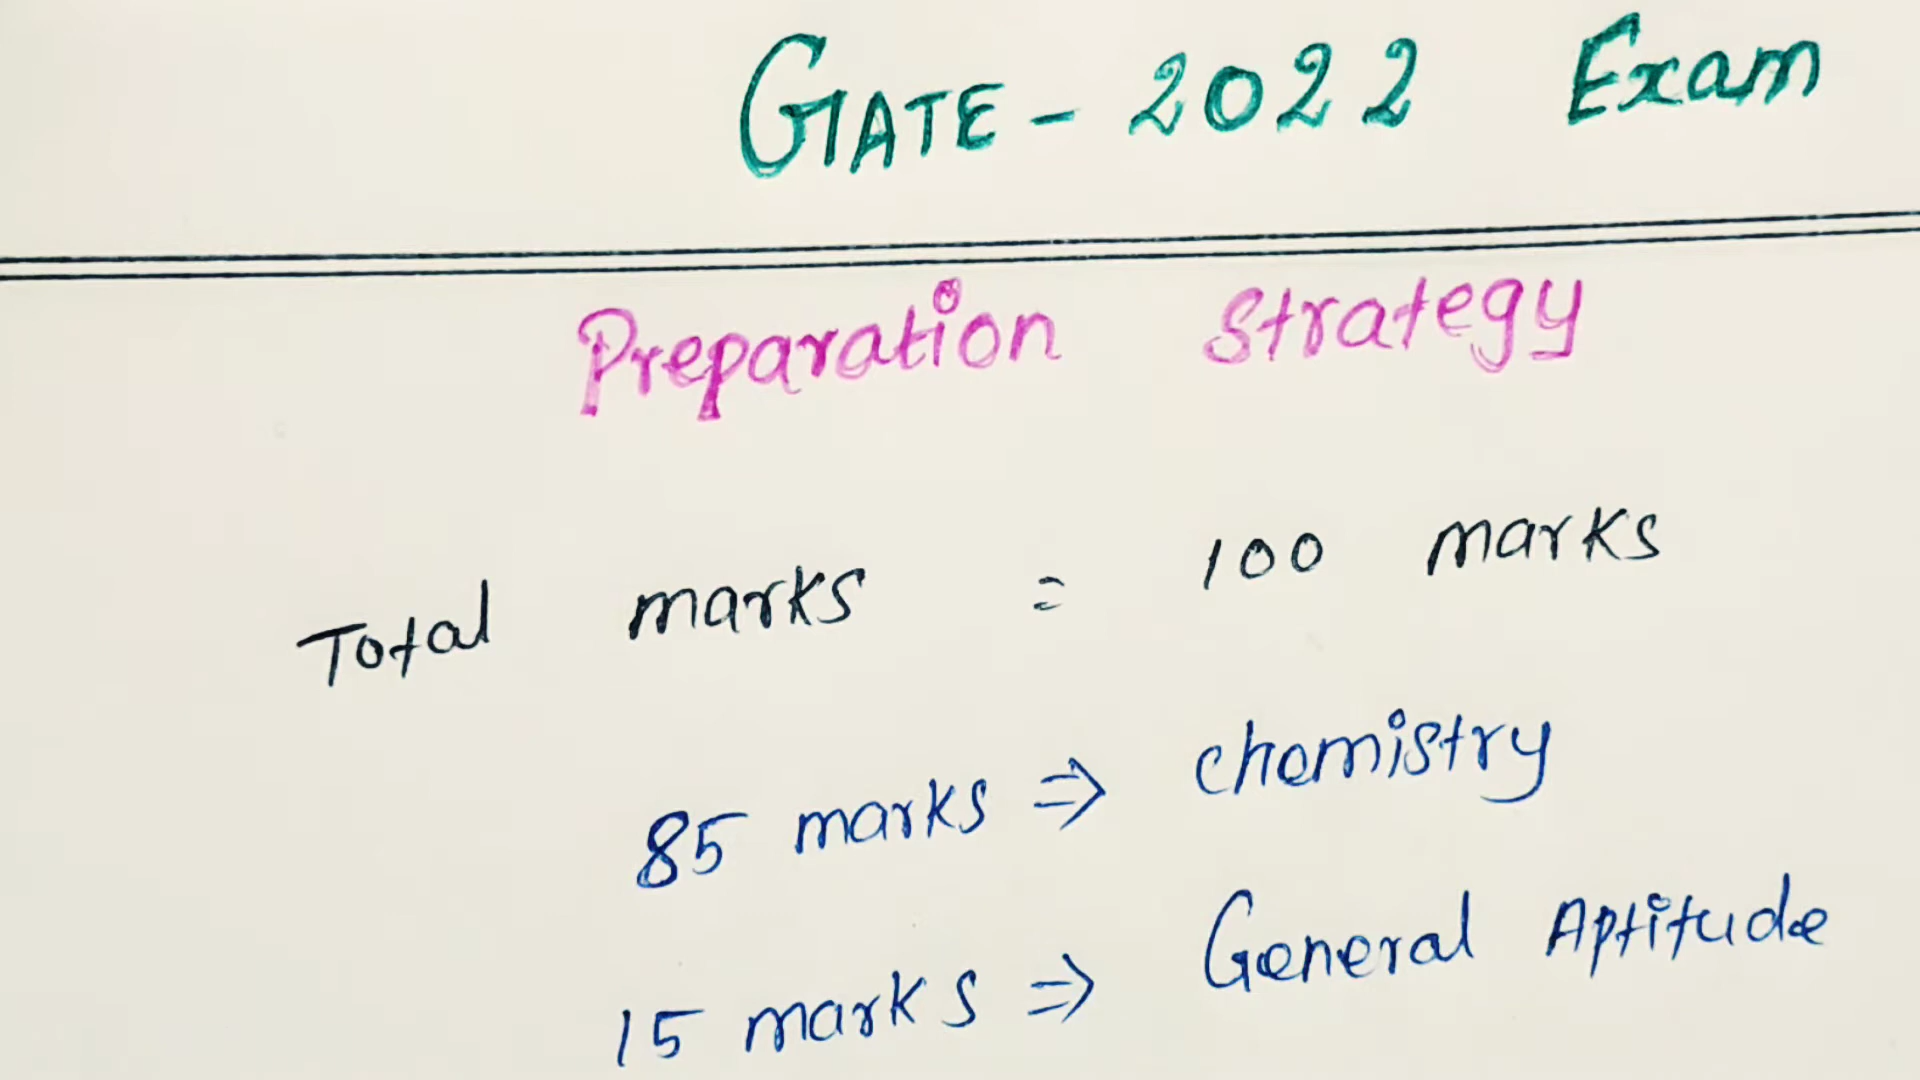 GATE - 2022 Exam
Preparation Strategy
Total marks = 100 marks
85 marks ⇒ chemistry
15 marks ⇒ General Aptitude